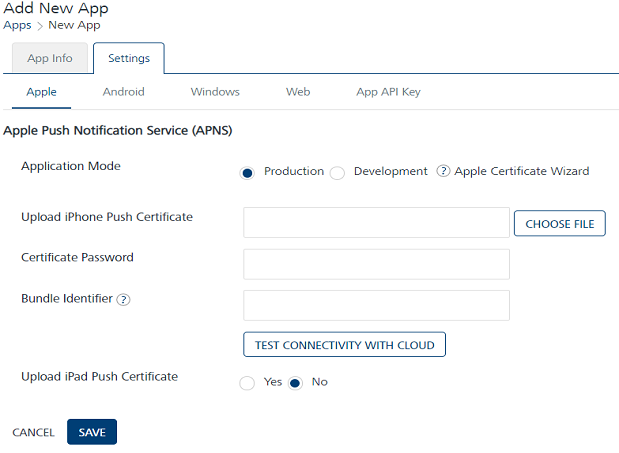 Add New App
Apps > New App
App Info Settings
Apple Android Windows Web App API Key
Apple Push Notification Service (APNS)
Application Mode Production Development ? Apple Certificate Wizard
Upload iPhone Push Certificate CHOOSE FILE
Certificate Password
Bundle Identifier ?
TEST CONNECTIVITY WITH CLOUD
Upload iPad Push Certificate Yes No
CANCEL SAVE